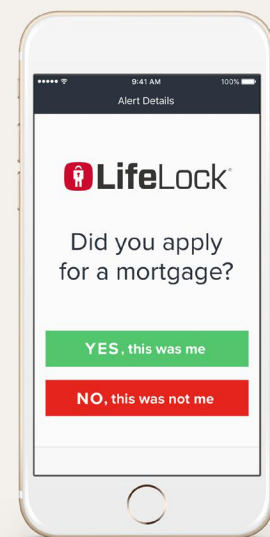 9:41 AM 100%
Alert Details
LifeLock
Did you apply
for a mortgage?
YES, this was me
NO, this was not me